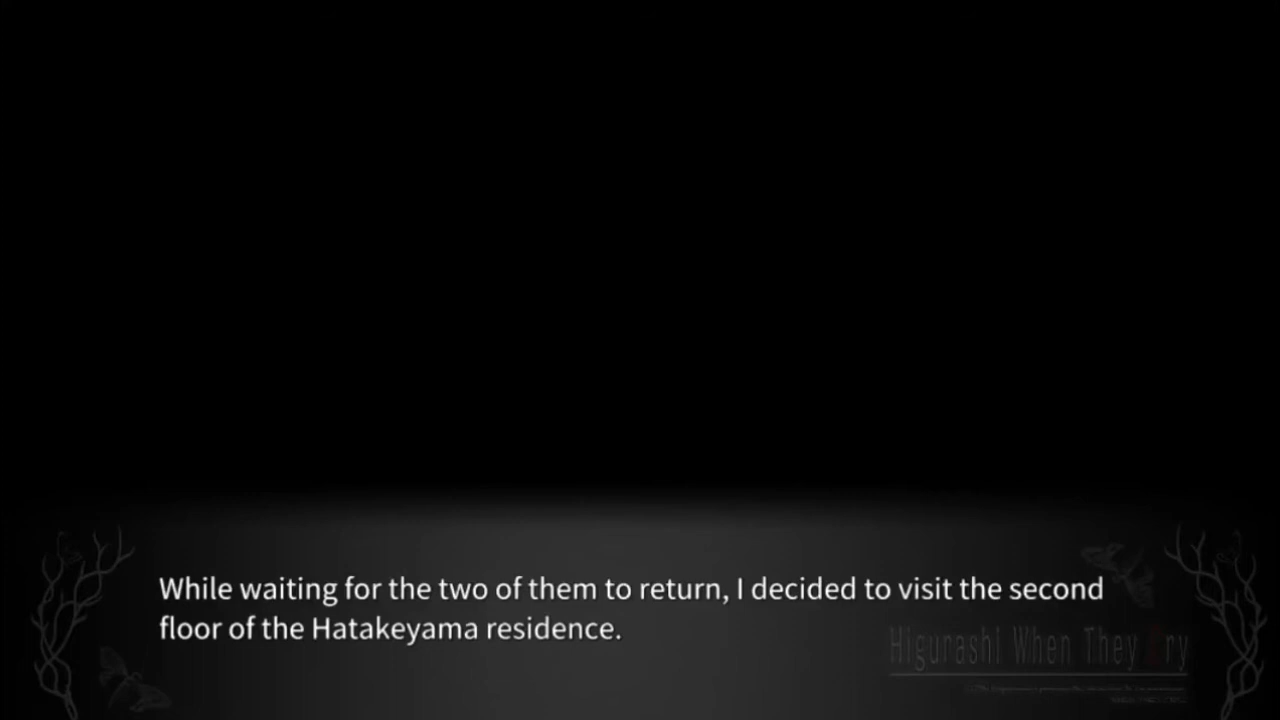 While waiting for the two of them to return, I decided to visit the second
floor of the Hatakeyama residence.
Higurashi When They Cry